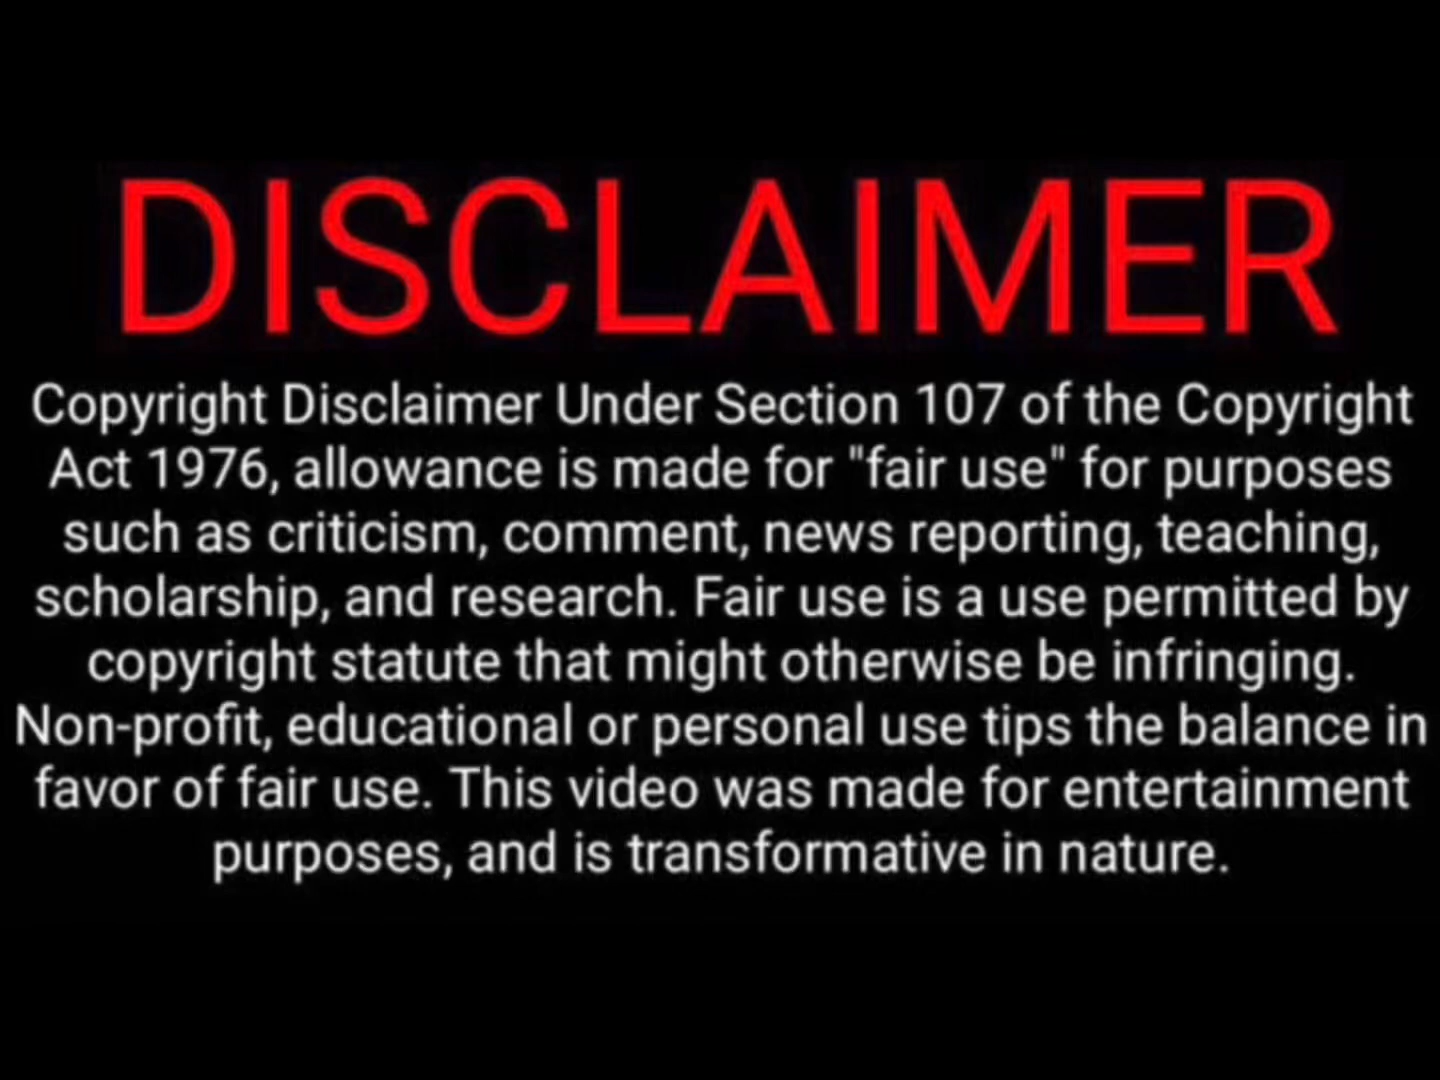 DISCLAIMER
Copyright Disclaimer Under Section 107 of the Copyright
Act 1976, allowance is made for "fair use" for purposes
such as criticism, comment, news reporting, teaching,
scholarship, and research. Fair use is a use permitted by
copyright statute that might otherwise be infringing.
Non-profit, educational or personal use tips the balance in
favor of fair use. This video was made for entertainment
purposes, and is transformative in nature.